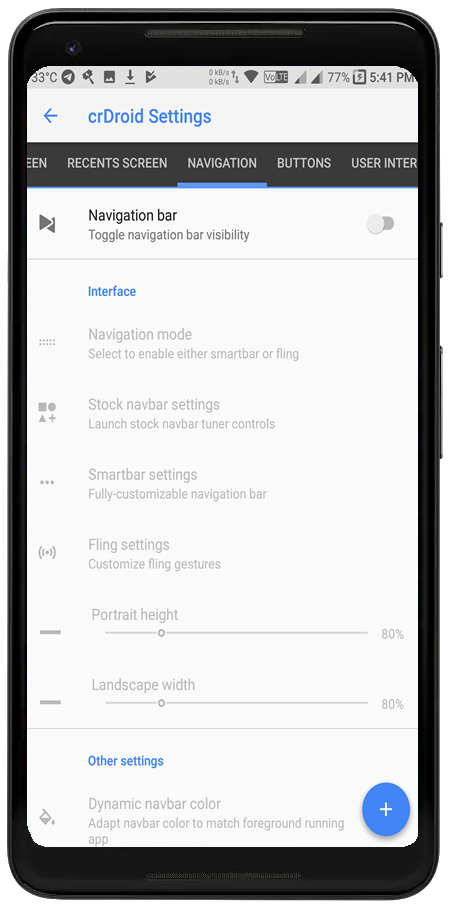 33°C 0 kB/s 0 kB/s VoLTE 77% 5:41 PM
crDroid Settings
EEN RECENTS SCREEN NAVIGATION BUTTONS USER INTER
Navigation bar
Toggle navigation bar visibility
Interface
Navigation mode
Select to enable either smartbar or fling
Stock navbar settings
Launch stock navbar tuner controls
Smartbar settings
Fully-customizable navigation bar
Fling settings
Customize fling gestures
Portrait height
80%
Landscape width
80%
Other settings
Dynamic navbar color
Adapt navbar color to match foreground running
app